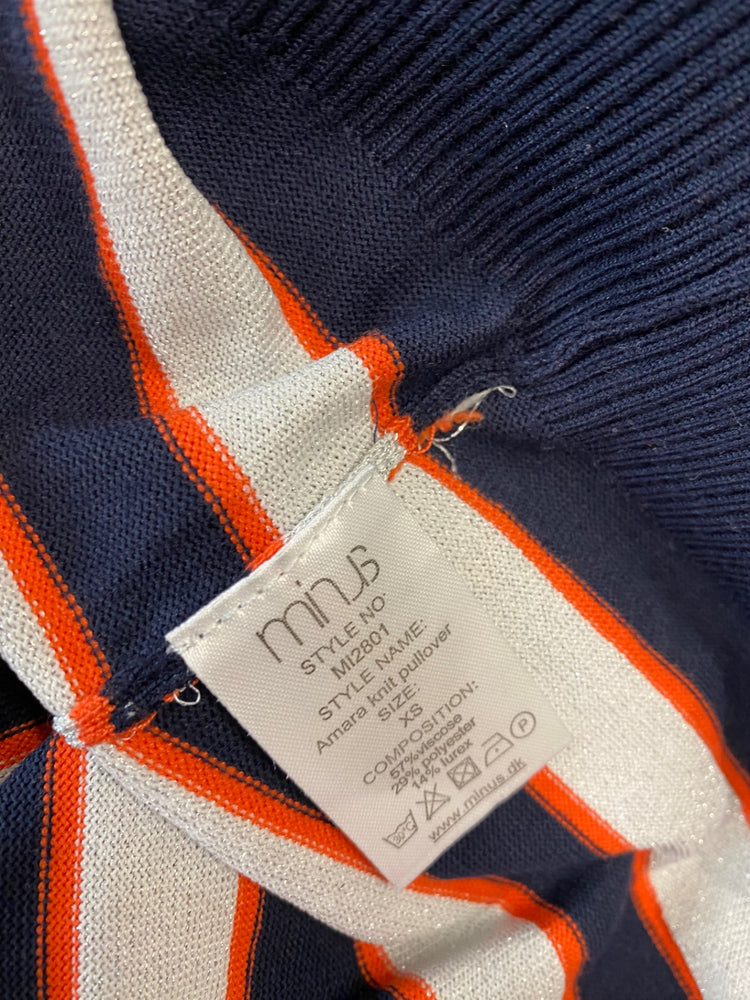 minus
STYLE NO:
MI2801
STYLE NAME:
Amara knit pullover
SIZE:
XS
COMPOSITION:
57%viscose
29% polyester
14% lurex
30°C P
www.minus.dk